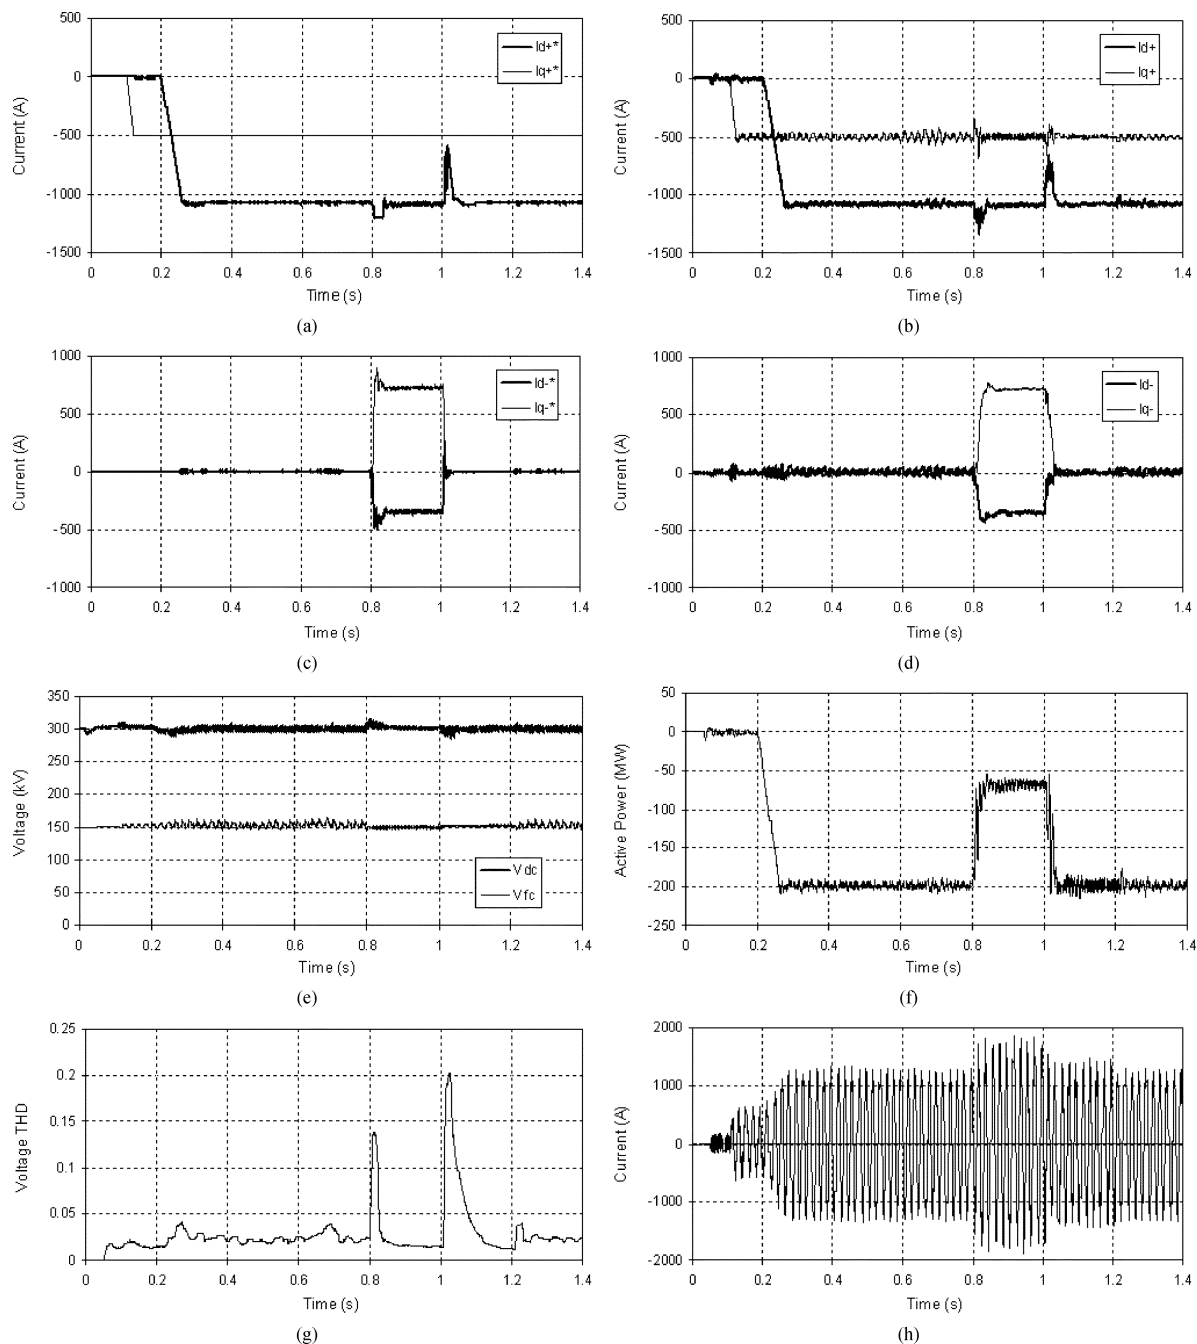 500
Id+*
Iq+*
0
Current (A)
-500
-1000
-1500
0 0.2 0.4 0.6 0.8 1 1.2 1.4
Time (s)
(a)
500
Id+
Iq+
0
Current (A)
-500
-1000
-1500
0 0.2 0.4 0.6 0.8 1 1.2 1.4
Time (s)
(b)
1000
Id-*
Iq-*
500
Current (A)
0
-500
-1000
0 0.2 0.4 0.6 0.8 1 1.2 1.4
Time (s)
(c)
1000
Id-
Iq-
500
Current (A)
0
-500
-1000
0 0.2 0.4 0.6 0.8 1 1.2 1.4
Time (s)
(d)
350
300
250
200
Voltage (kV)
150
100
Vdc
50
Vfc
0
0 0.2 0.4 0.6 0.8 1 1.2 1.4
Time (s)
(e)
50
0
-50
Active Power (MW)
-100
-150
-200
-250
0 0.2 0.4 0.6 0.8 1 1.2 1.4
Time (s)
(f)
0.25
0.2
0.15
Voltage THD
0.1
0.05
0
0 0.2 0.4 0.6 0.8 1 1.2 1.4
Time (s)
(g)
2000
1000
Current (A)
0
-1000
-2000
0 0.2 0.4 0.6 0.8 1 1.2 1.4
Time (s)
(h)